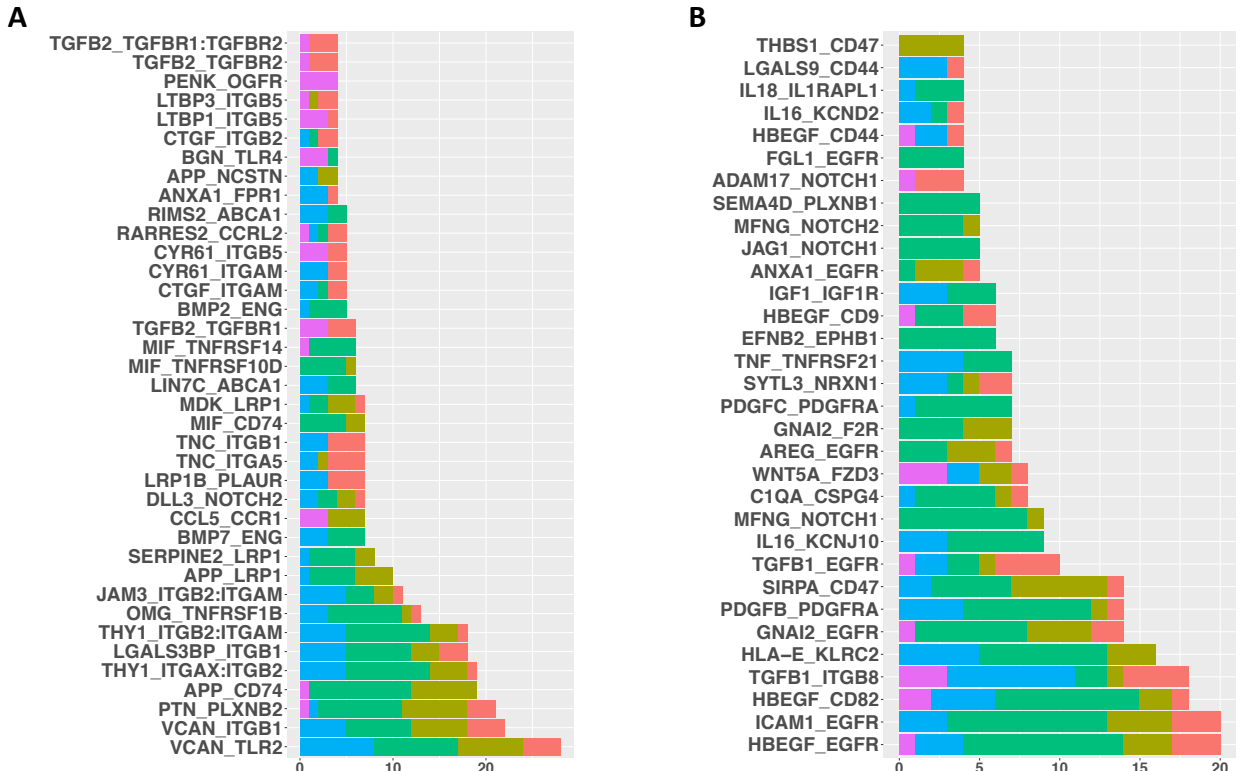 A
TGFB2_TGFBR1:TGFBR2
TGFB2_TGFBR2
PENK_OGFR
LTBP3_ITGB5
LTBP1_ITGB5
CTGF_ITGB2
BGN_TLR4
APP_NCSTN
ANXA1_FPR1
RIMS2_ABCA1
RARRES2_CCRL2
CYR61_ITGB5
CYR61_ITGAM
CTGF_ITGAM
BMP2_ENG
TGFB2_TGFBR1
MIF_TNFRSF14
MIF_TNFRSF10D
LIN7C_ABCA1
MDK_LRP1
MIF_CD74
TNC_ITGB1
TNC_ITGA5
LRP1B_PLAUR
DLL3_NOTCH2
CCL5_CCR1
BMP7_ENG
SERPINE2_LRP1
APP_LRP1
JAM3_ITGB2:ITGAM
OMG_TNFRSF1B
THY1_ITGB2:ITGAM
LGALS3BP_ITGB1
THY1_ITGAX:ITGB2
APP_CD74
PTN_PLXNB2
VCAN_ITGB1
VCAN_TLR2
0 10 20
B
THBS1_CD47
LGALS9_CD44
IL18_IL1RAPL1
IL16_KCND2
HBEGF_CD44
FGL1_EGFR
ADAM17_NOTCH1
SEMA4D_PLXNB1
MFNG_NOTCH2
JAG1_NOTCH1
ANXA1_EGFR
IGF1_IGF1R
HBEGF_CD9
EFNB2_EPHB1
TNF_TNFRSF21
SYTL3_NRXN1
PDGFC_PDGFRA
GNAI2_F2R
AREG_EGFR
WNT5A_FZD3
C1QA_CSPG4
MFNG_NOTCH1
IL16_KCNJ10
TGFB1_EGFR
SIRPA_CD47
PDGFB_PDGFRA
GNAI2_EGFR
HLA−E_KLRC2
TGFB1_ITGB8
HBEGF_CD82
ICAM1_EGFR
HBEGF_EGFR
0 5 10 15 20